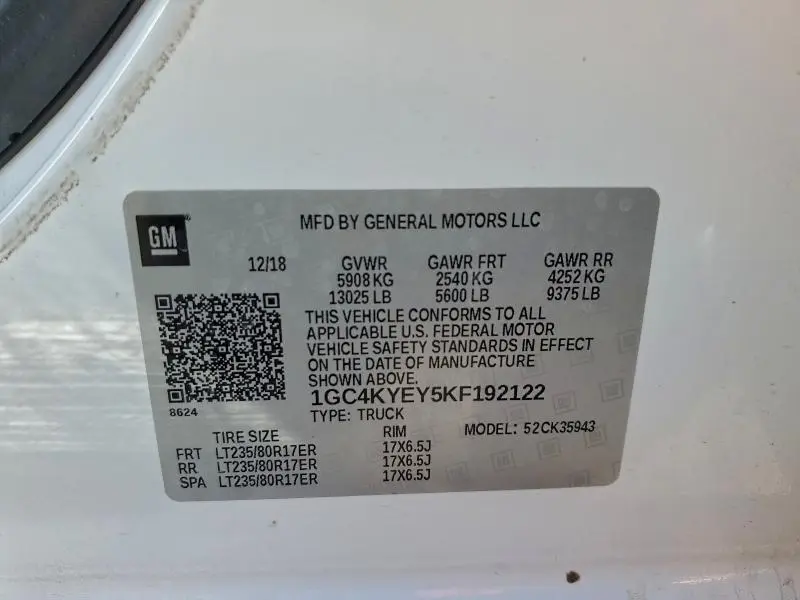 GM
MFD BY GENERAL MOTORS LLC
12/18 GVWR GAWR FRT GAWR RR
5908 KG 2540 KG 4252 KG
13025 LB 5600 LB 9375 LB
THIS VEHICLE CONFORMS TO ALL
APPLICABLE U.S. FEDERAL MOTOR
VEHICLE SAFETY STANDARDS IN EFFECT
ON THE DATE OF MANUFACTURE
SHOWN ABOVE.
8624
1GC4KYEY5KF192122
TYPE: TRUCK
TIRE SIZE RIM MODEL: 52CK35943
FRT LT235/80R17ER 17X6.5J
RR LT235/80R17ER 17X6.5J
SPA LT235/80R17ER 17X6.5J